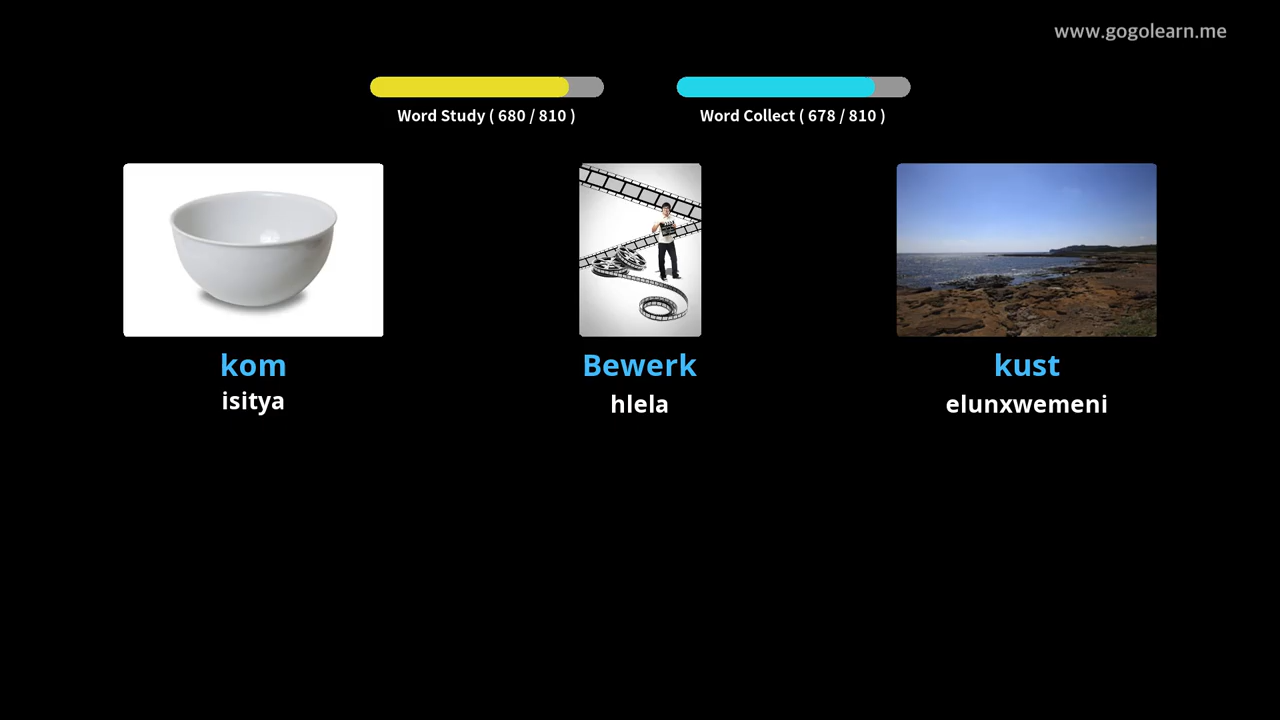 www.gogolearn.me
Word Study ( 680 / 810 )
Word Collect ( 678 / 810 )
kom
isitya
Bewerk
hlela
kust
elunxwemeni